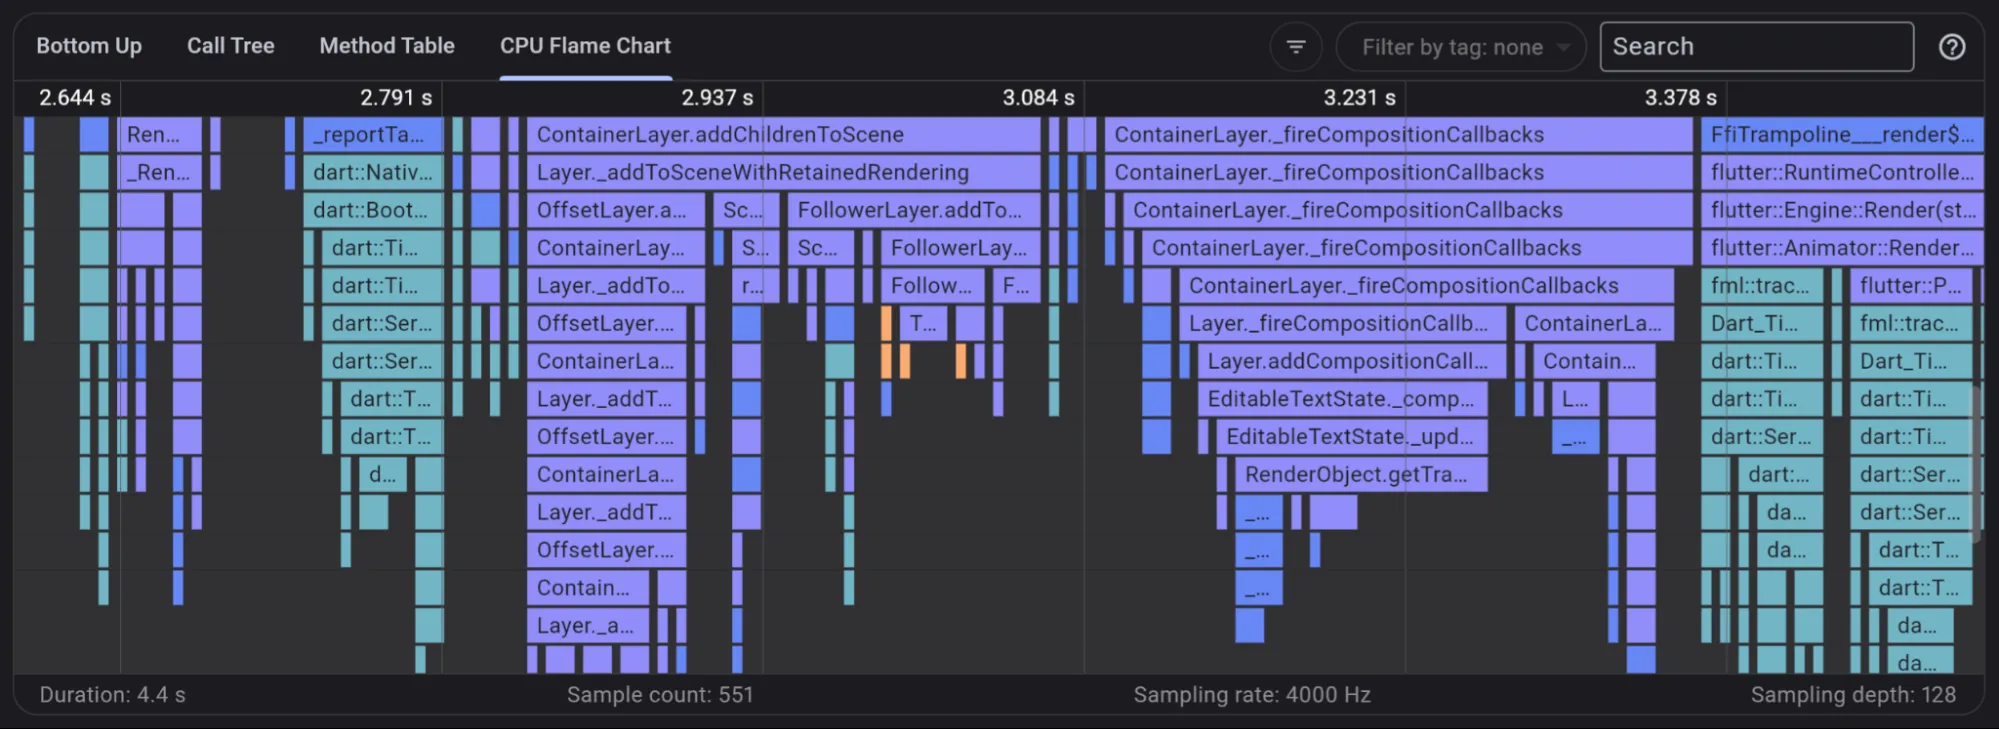 Bottom Up Call Tree Method Table CPU Flame Chart Filter by tag: none Search
2.644 s 2.791 s 2.937 s 3.084 s 3.231 s 3.378 s
Ren... _reportTa... ContainerLayer.addChildrenToScene ContainerLayer._fireCompositionCallbacks FfiTrampoline___render$...
_Ren... dart::Nativ... Layer._addToSceneWithRetainedRendering ContainerLayer._fireCompositionCallbacks flutter::RuntimeControlle...
dart::Boot... OffsetLayer.a... Sc... FollowerLayer.addTo... ContainerLayer._fireCompositionCallbacks flutter::Engine::Render(st...
dart::Ti... ContainerLay... S... Sc... FollowerLay... ContainerLayer._fireCompositionCallbacks flutter::Animator::Render...
dart::Ti... Layer._addTo... r... Follow... F... ContainerLayer._fireCompositionCallbacks fml::trac... flutter::P...
dart::Ser... OffsetLayer.... T... Layer._fireCompositionCallb... ContainerLa... Dart_Ti... fml::trac...
dart::Ser... ContainerLa... Layer.addCompositionCall... Contain... dart::Ti... Dart_Ti...
dart::T... Layer._addT... EditableTextState._comp... L... dart::Ti... dart::Ti...
dart::T... OffsetLayer.... EditableTextState._upd... _... dart::Ser... dart::Ti...
d... ContainerLa... RenderObject.getTra... dart:... dart::Ser...
Layer._addT... _... da... dart::Ser...
OffsetLayer.... _... da... dart::T...
Contain... _... dart::T...
Layer._a... da...
da...
Duration: 4.4 s Sample count: 551 Sampling rate: 4000 Hz Sampling depth: 128